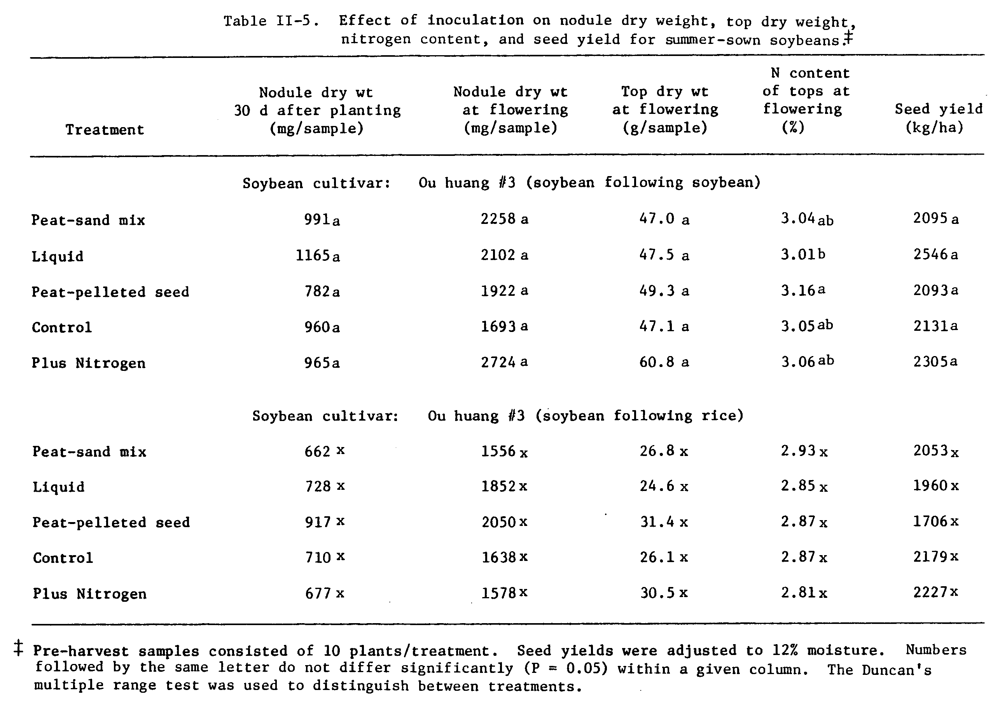 Table II-5. Effect of inoculation on nodule dry weight, top dry weight,
nitrogen content, and seed yield for summer-sown soybeans.‡
N content
Nodule dry wt Nodule dry wt Top dry wt of tops at
30 d after planting at flowering at flowering flowering Seed yield
Treatment (mg/sample) (mg/sample) (g/sample) (%) (kg/ha)
Soybean cultivar: Ou huang #3 (soybean following soybean)
Peat-sand mix 991a 2258 a 47.0 a 3.04ab 2095 a
Liquid 1165a 2102 a 47.5 a 3.01b 2546a
Peat-pelleted seed 782a 1922 a 49.3 a 3.16a 2093a
Control 960a 1693 a 47.1 a 3.05ab 2131a
Plus Nitrogen 965a 2724 a 60.8 a 3.06ab 2305a
Soybean cultivar: Ou huang #3 (soybean following rice)
Peat-sand mix 662 x 1556 x 26.8 x 2.93 x 2053x
Liquid 728 x 1852x 24.6 x 2.85 x 1960x
Peat-pelleted seed 917 x 2050x 31.4 x 2.87 x 1706x
Control 710 x 1638x 26.1 x 2.87 x 2179x
Plus Nitrogen 677 x 1578x 30.5 x 2.81x 2227x
‡ Pre-harvest samples consisted of 10 plants/treatment. Seed yields were adjusted to 12% moisture. Numbers
followed by the same letter do not differ significantly (P = 0.05) within a given column. The Duncan's
multiple range test was used to distinguish between treatments.